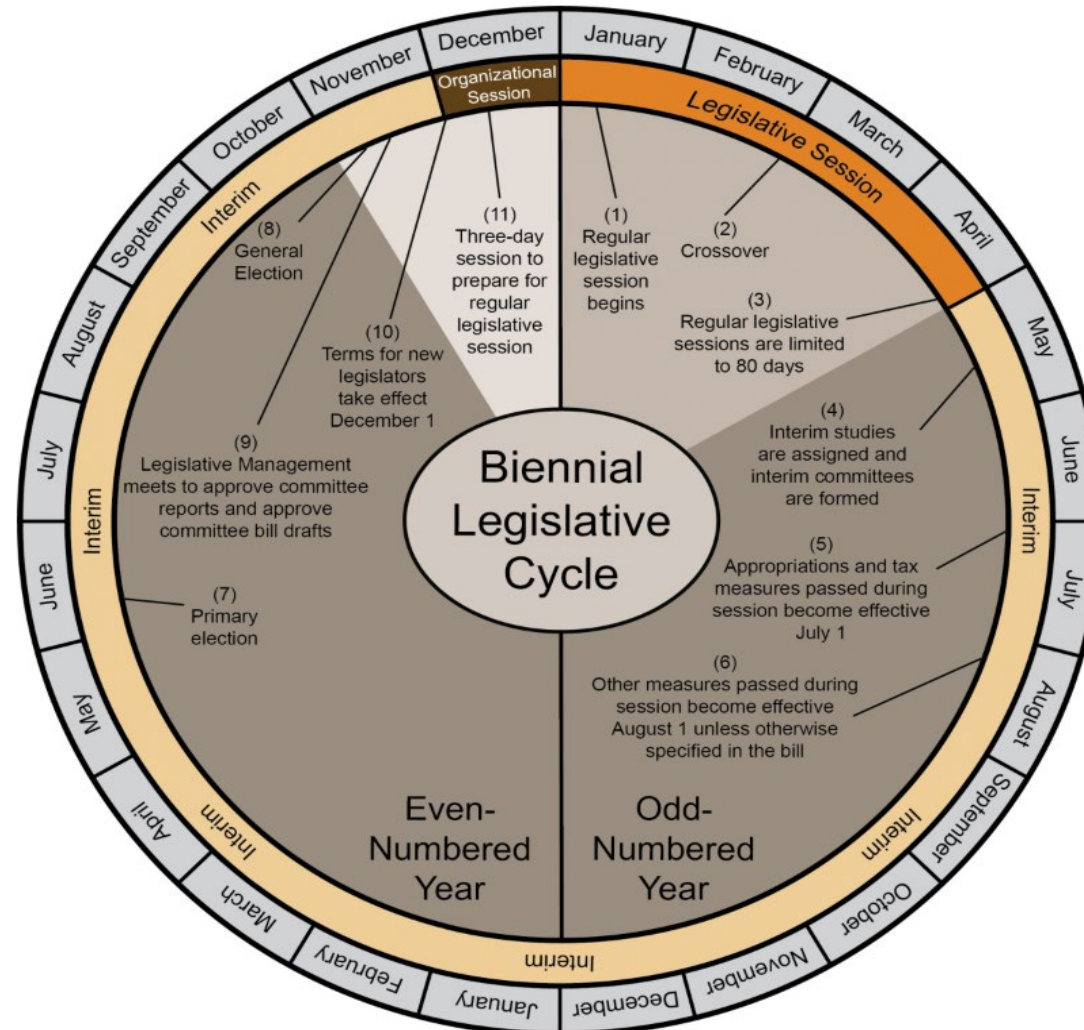 January
February
March
April
May
June
July
August
September
October
November
December
January
February
March
April
May
June
July
August
September
October
November
December
Organizational
Session
Legislative Session
Interim
Interim
Interim
Interim
Interim
Interim
(1)
Regular
legislative
session
begins
(2)
Crossover
(3)
Regular legislative
sessions are limited
to 80 days
(4)
Interim studies
are assigned and
interim committees
are formed
(5)
Appropriations and tax
measures passed during
session become effective
July 1
(6)
Other measures passed during
session become effective
August 1 unless otherwise
specified in the bill
(7)
Primary
election
(8)
General
Election
(9)
Legislative Management
meets to approve committee
reports and approve
committee bill drafts
(10)
Terms for new
legislators
take effect
December 1
(11)
Three-day
session to
prepare for
regular
legislative
session
Biennial
Legislative
Cycle
Even-
Numbered
Year
Odd-
Numbered
Year